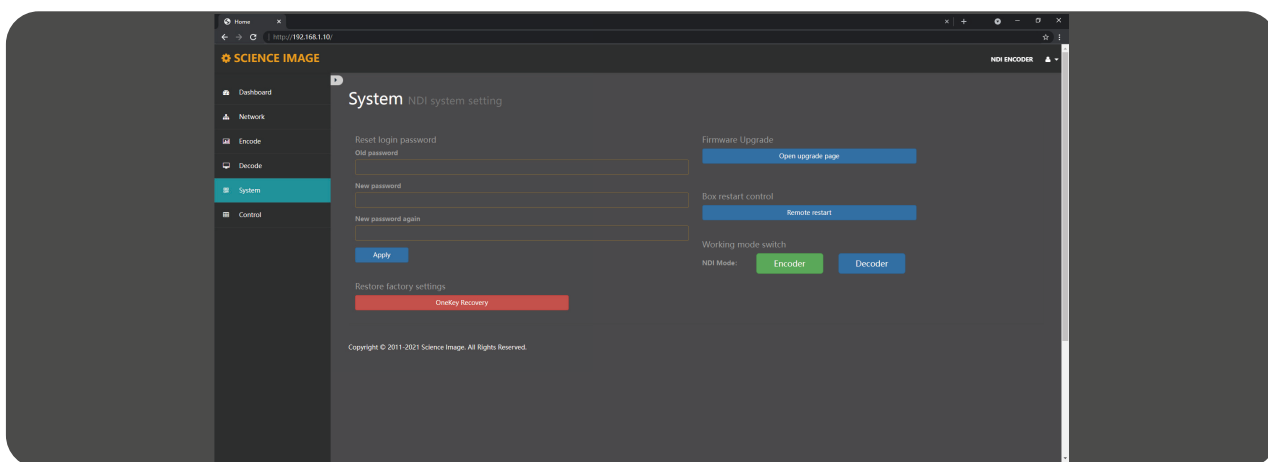 Home
http://192.168.1.10/
SCIENCE IMAGE
NDI ENCODER
Dashboard
Network
Encode
Decode
System
Control
System NDI system setting
Reset login password
Old password
New password
New password again
Apply
Restore factory settings
OneKey Recovery
Firmware Upgrade
Open upgrade page
Box restart control
Remote restart
Working mode switch
NDI Mode: Encoder Decoder
Copyright © 2011-2021 Science Image. All Rights Reserved.